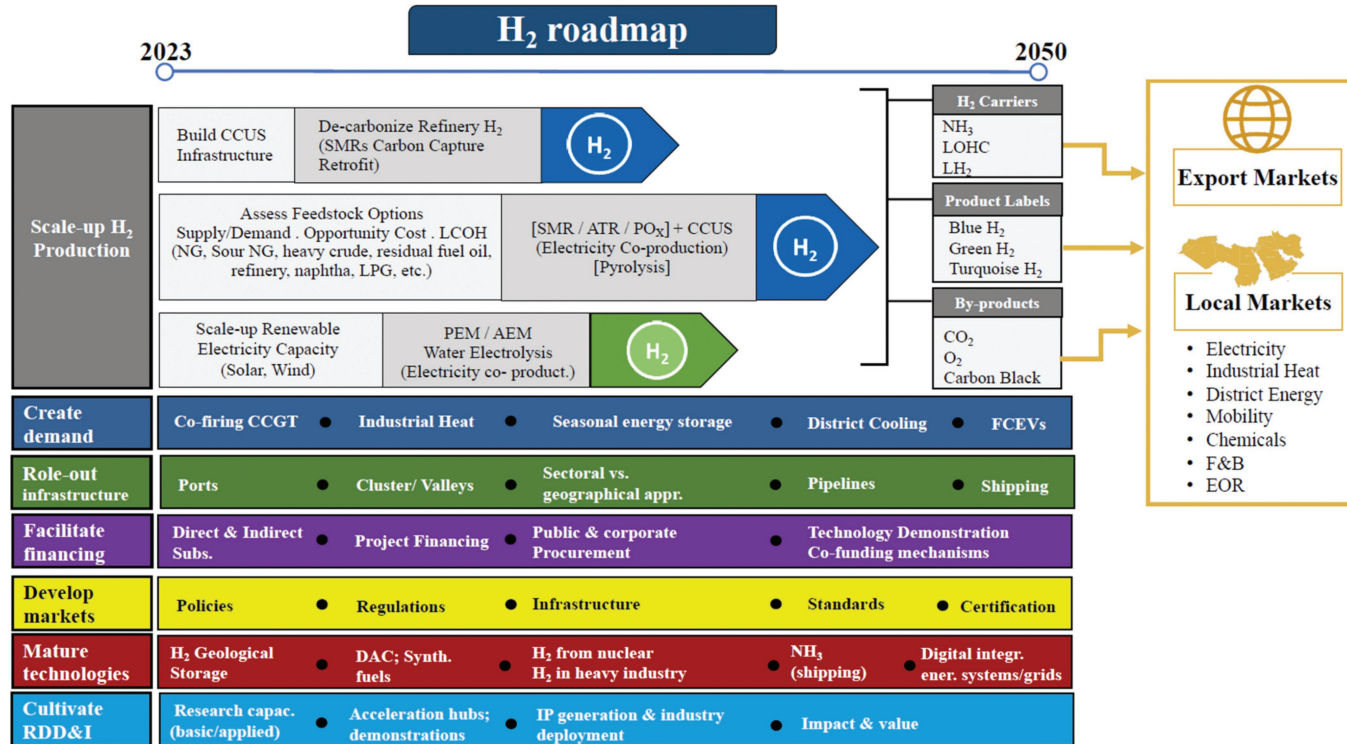 H₂ roadmap
2023
2050
Scale-up H₂
Production
Build CCUS
Infrastructure
De-carbonize Refinery H₂
(SMRs Carbon Capture
Retrofit)
H₂
Assess Feedstock Options
Supply/Demand . Opportunity Cost . LCOH
(NG, Sour NG, heavy crude, residual fuel oil,
refinery, naphtha, LPG, etc.)
[SMR / ATR / POX] + CCUS
(Electricity Co-production)
[Pyrolysis]
H₂
Scale-up Renewable
Electricity Capacity
(Solar, Wind)
PEM / AEM
Water Electrolysis
(Electricity co- product.)
H₂
H₂ Carriers
NH₃
LOHC
LH₂
Product Labels
Blue H₂
Green H₂
Turquoise H₂
By-products
CO₂
O₂
Carbon Black
Export Markets
Local Markets
• Electricity
• Industrial Heat
• District Energy
• Mobility
• Chemicals
• F&B
• EOR
Create
demand
Co-firing CCGT • Industrial Heat • Seasonal energy storage • District Cooling • FCEVs
Role-out
infrastructure
Ports • Cluster/ Valleys •
Sectoral vs.
geographical appr.
• Pipelines • Shipping
Facilitate
financing
Direct & Indirect
Subs.
• Project Financing •
Public & corporate
Procurement
•
Technology Demonstration
Co-funding mechanisms
Develop
markets
Policies • Regulations • Infrastructure • Standards • Certification
Mature
technologies
H₂ Geological
Storage
•
DAC; Synth.
fuels
•
H₂ from nuclear
H₂ in heavy industry
•
NH₃
(shipping)
•
Digital integr.
ener. systems/grids
Cultivate
RDD&I
Research capac.
(basic/applied)
•
Acceleration hubs;
demonstrations
•
IP generation & industry
deployment
• Impact & value